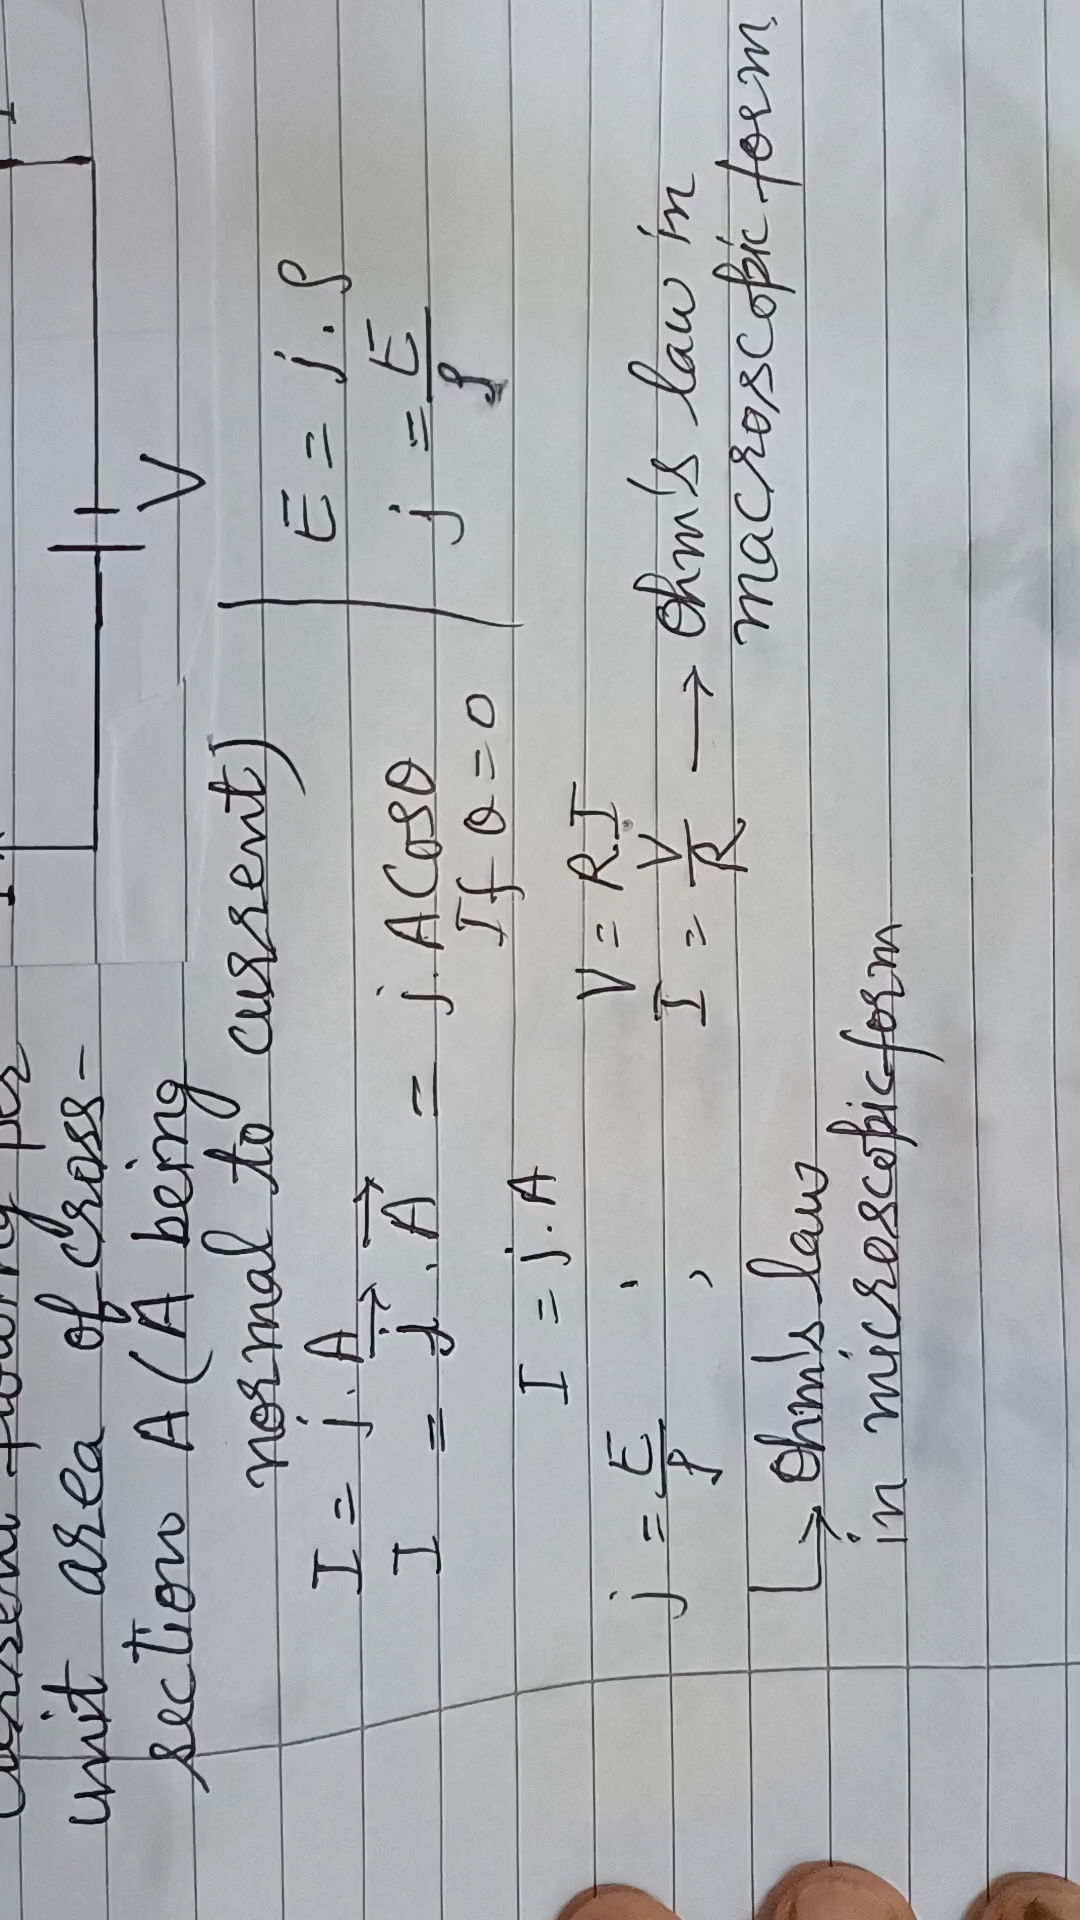 unit area of cross-
section A (A being
normal to current)
V
I = j.A
I = j⃗.A⃗ = j.A Cosθ
If θ = 0
E = j.ρ
j = E/ρ
I = j.A
j = E/ρ , V = RI
I = V/R → Ohm's law in
macroscopic form
↳ Ohm's law
in microscopic form